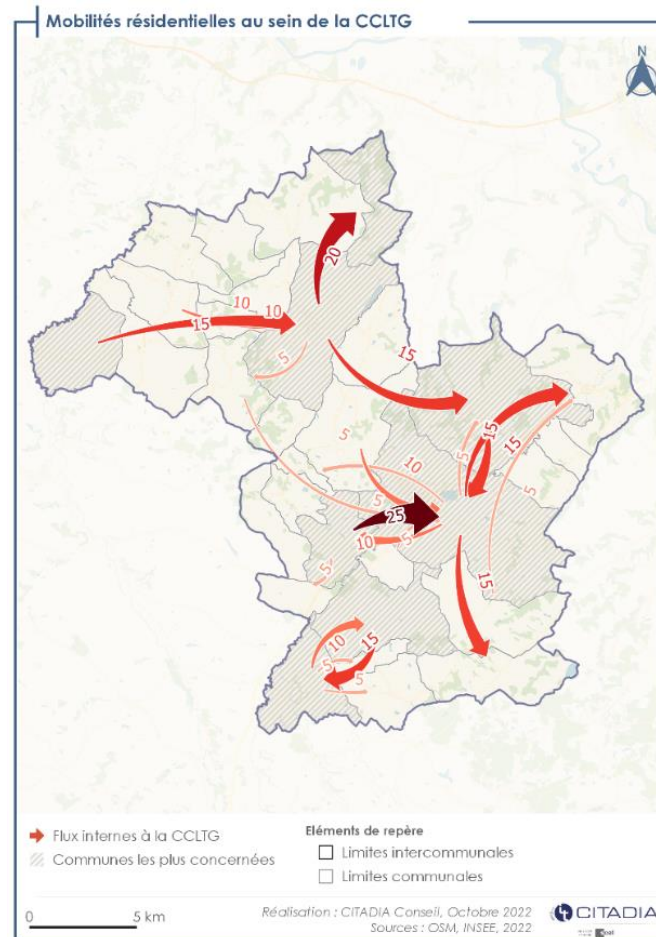 Mobilités résidentielles au sein de la CCLTG
N
20
10
10
15
5
15
15
15
5
5
10
5
5
25
10
5
5
15
10
15
5
5
Flux internes à la CCLTG
Communes les plus concernées
Eléments de repère
Limites intercommunales
Limites communales
0 5 km
Réalisation : CITADIA Conseil, Octobre 2022
Sources : OSM, INSEE, 2022
CITADIA